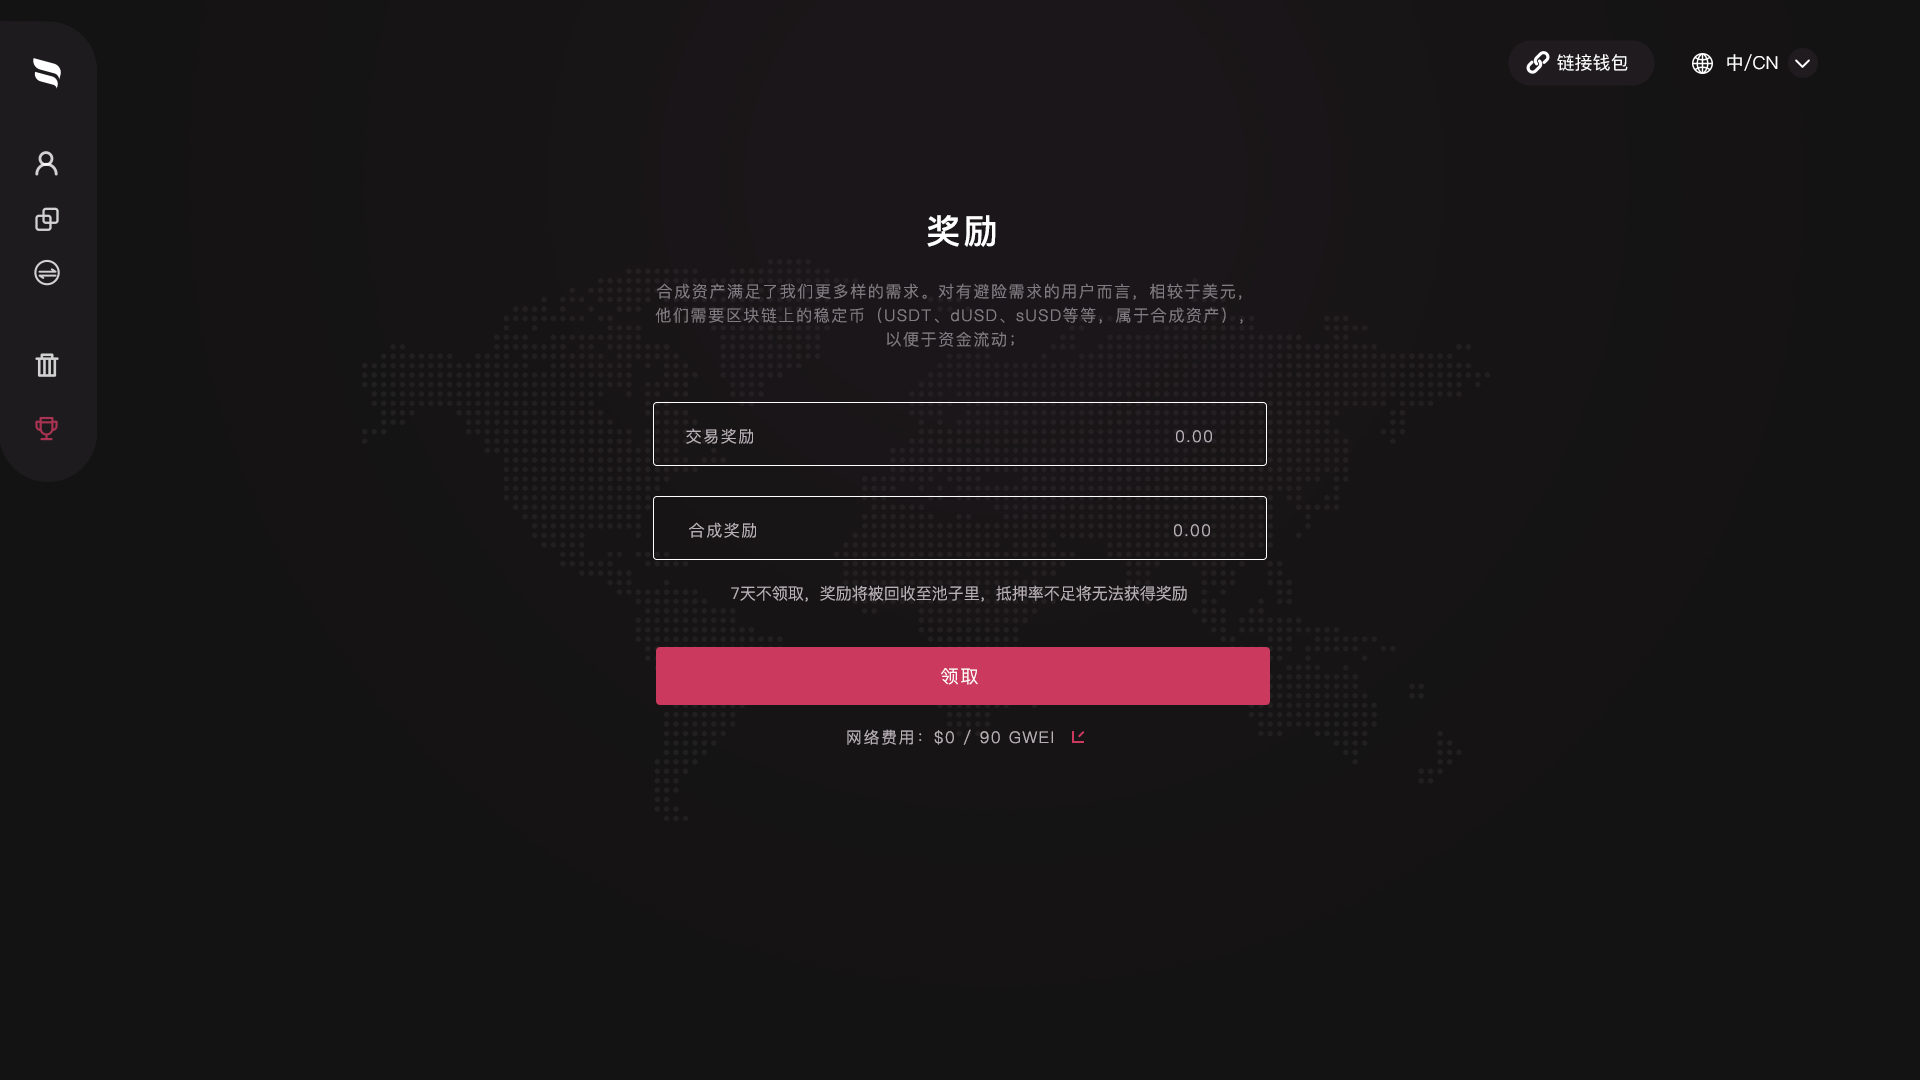 链接钱包
中/CN
奖励
合成资产满足了我们更多样的需求。对有避险需求的用户而言，相较于美元，
他们需要区块链上的稳定币（USDT、dUSD、sUSD等等，属于合成资产），
以便于资金流动；
交易奖励 0.00
合成奖励 0.00
7天不领取，奖励将被回收至池子里，抵押率不足将无法获得奖励
领取
网络费用：$0 / 90 GWEI